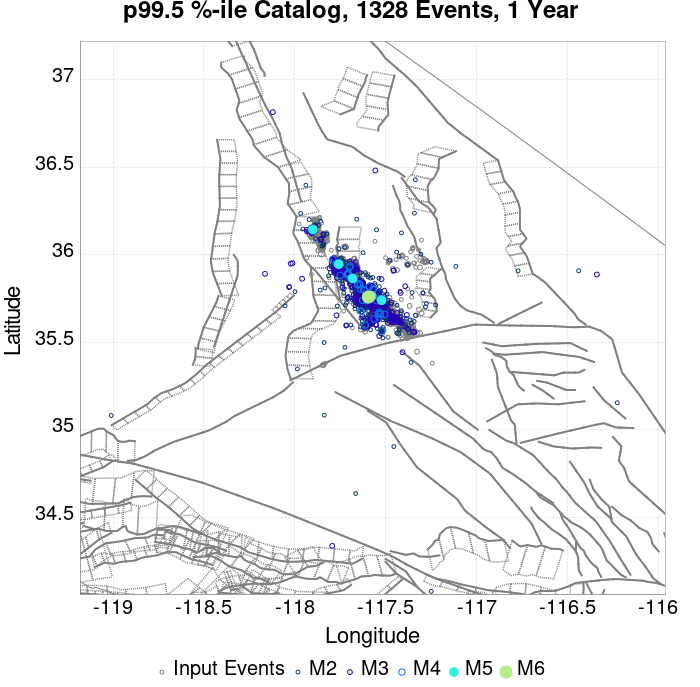 p99.5 %-ile Catalog, 1328 Events, 1 Year
37
36.5
36
35.5
35
34.5
Latitude
-119
-118.5
-118
-117.5
-117
-116.5
-116
Longitude
Input Events
M2
M3
M4
M5
M6